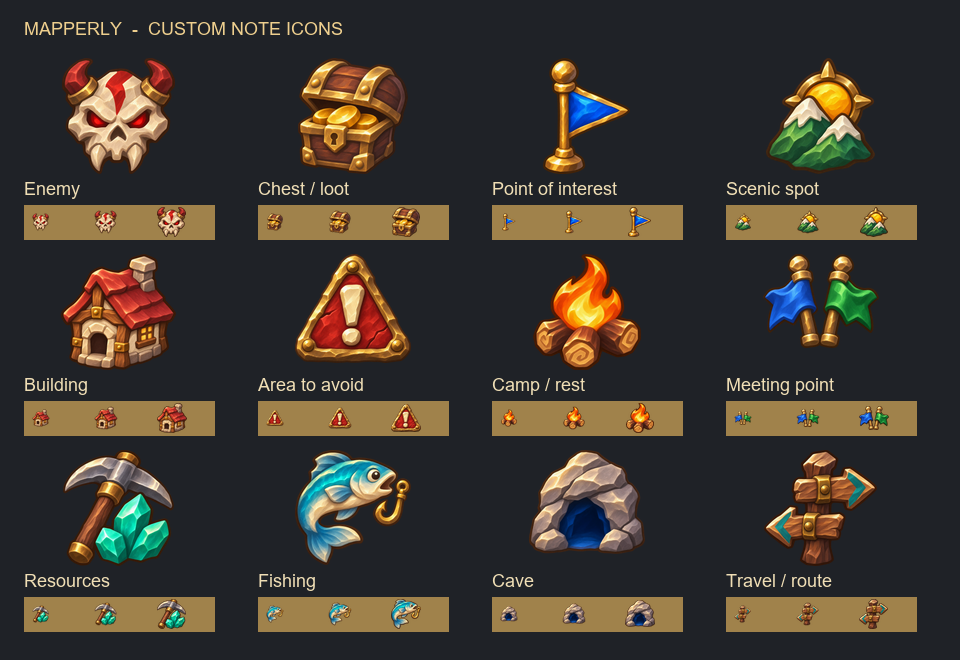 MAPPERLY - CUSTOM NOTE ICONS
Enemy
Chest / loot
Point of interest
Scenic spot
Building
Area to avoid
Camp / rest
Meeting point
Resources
Fishing
Cave
Travel / route